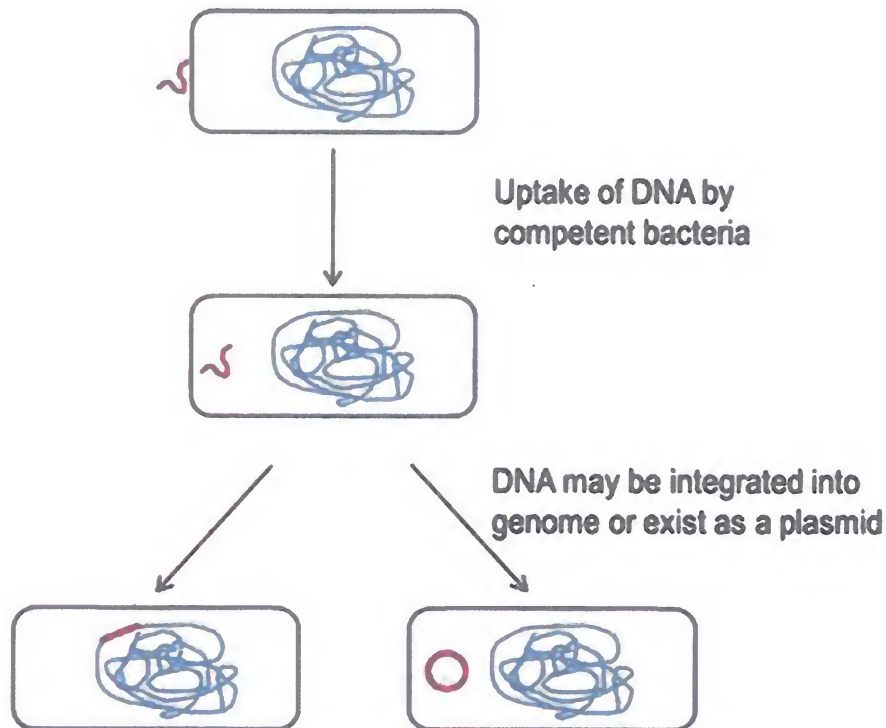 Uptake of DNA by
competent bacteria
DNA may be integrated into
genome or exist as a plasmid